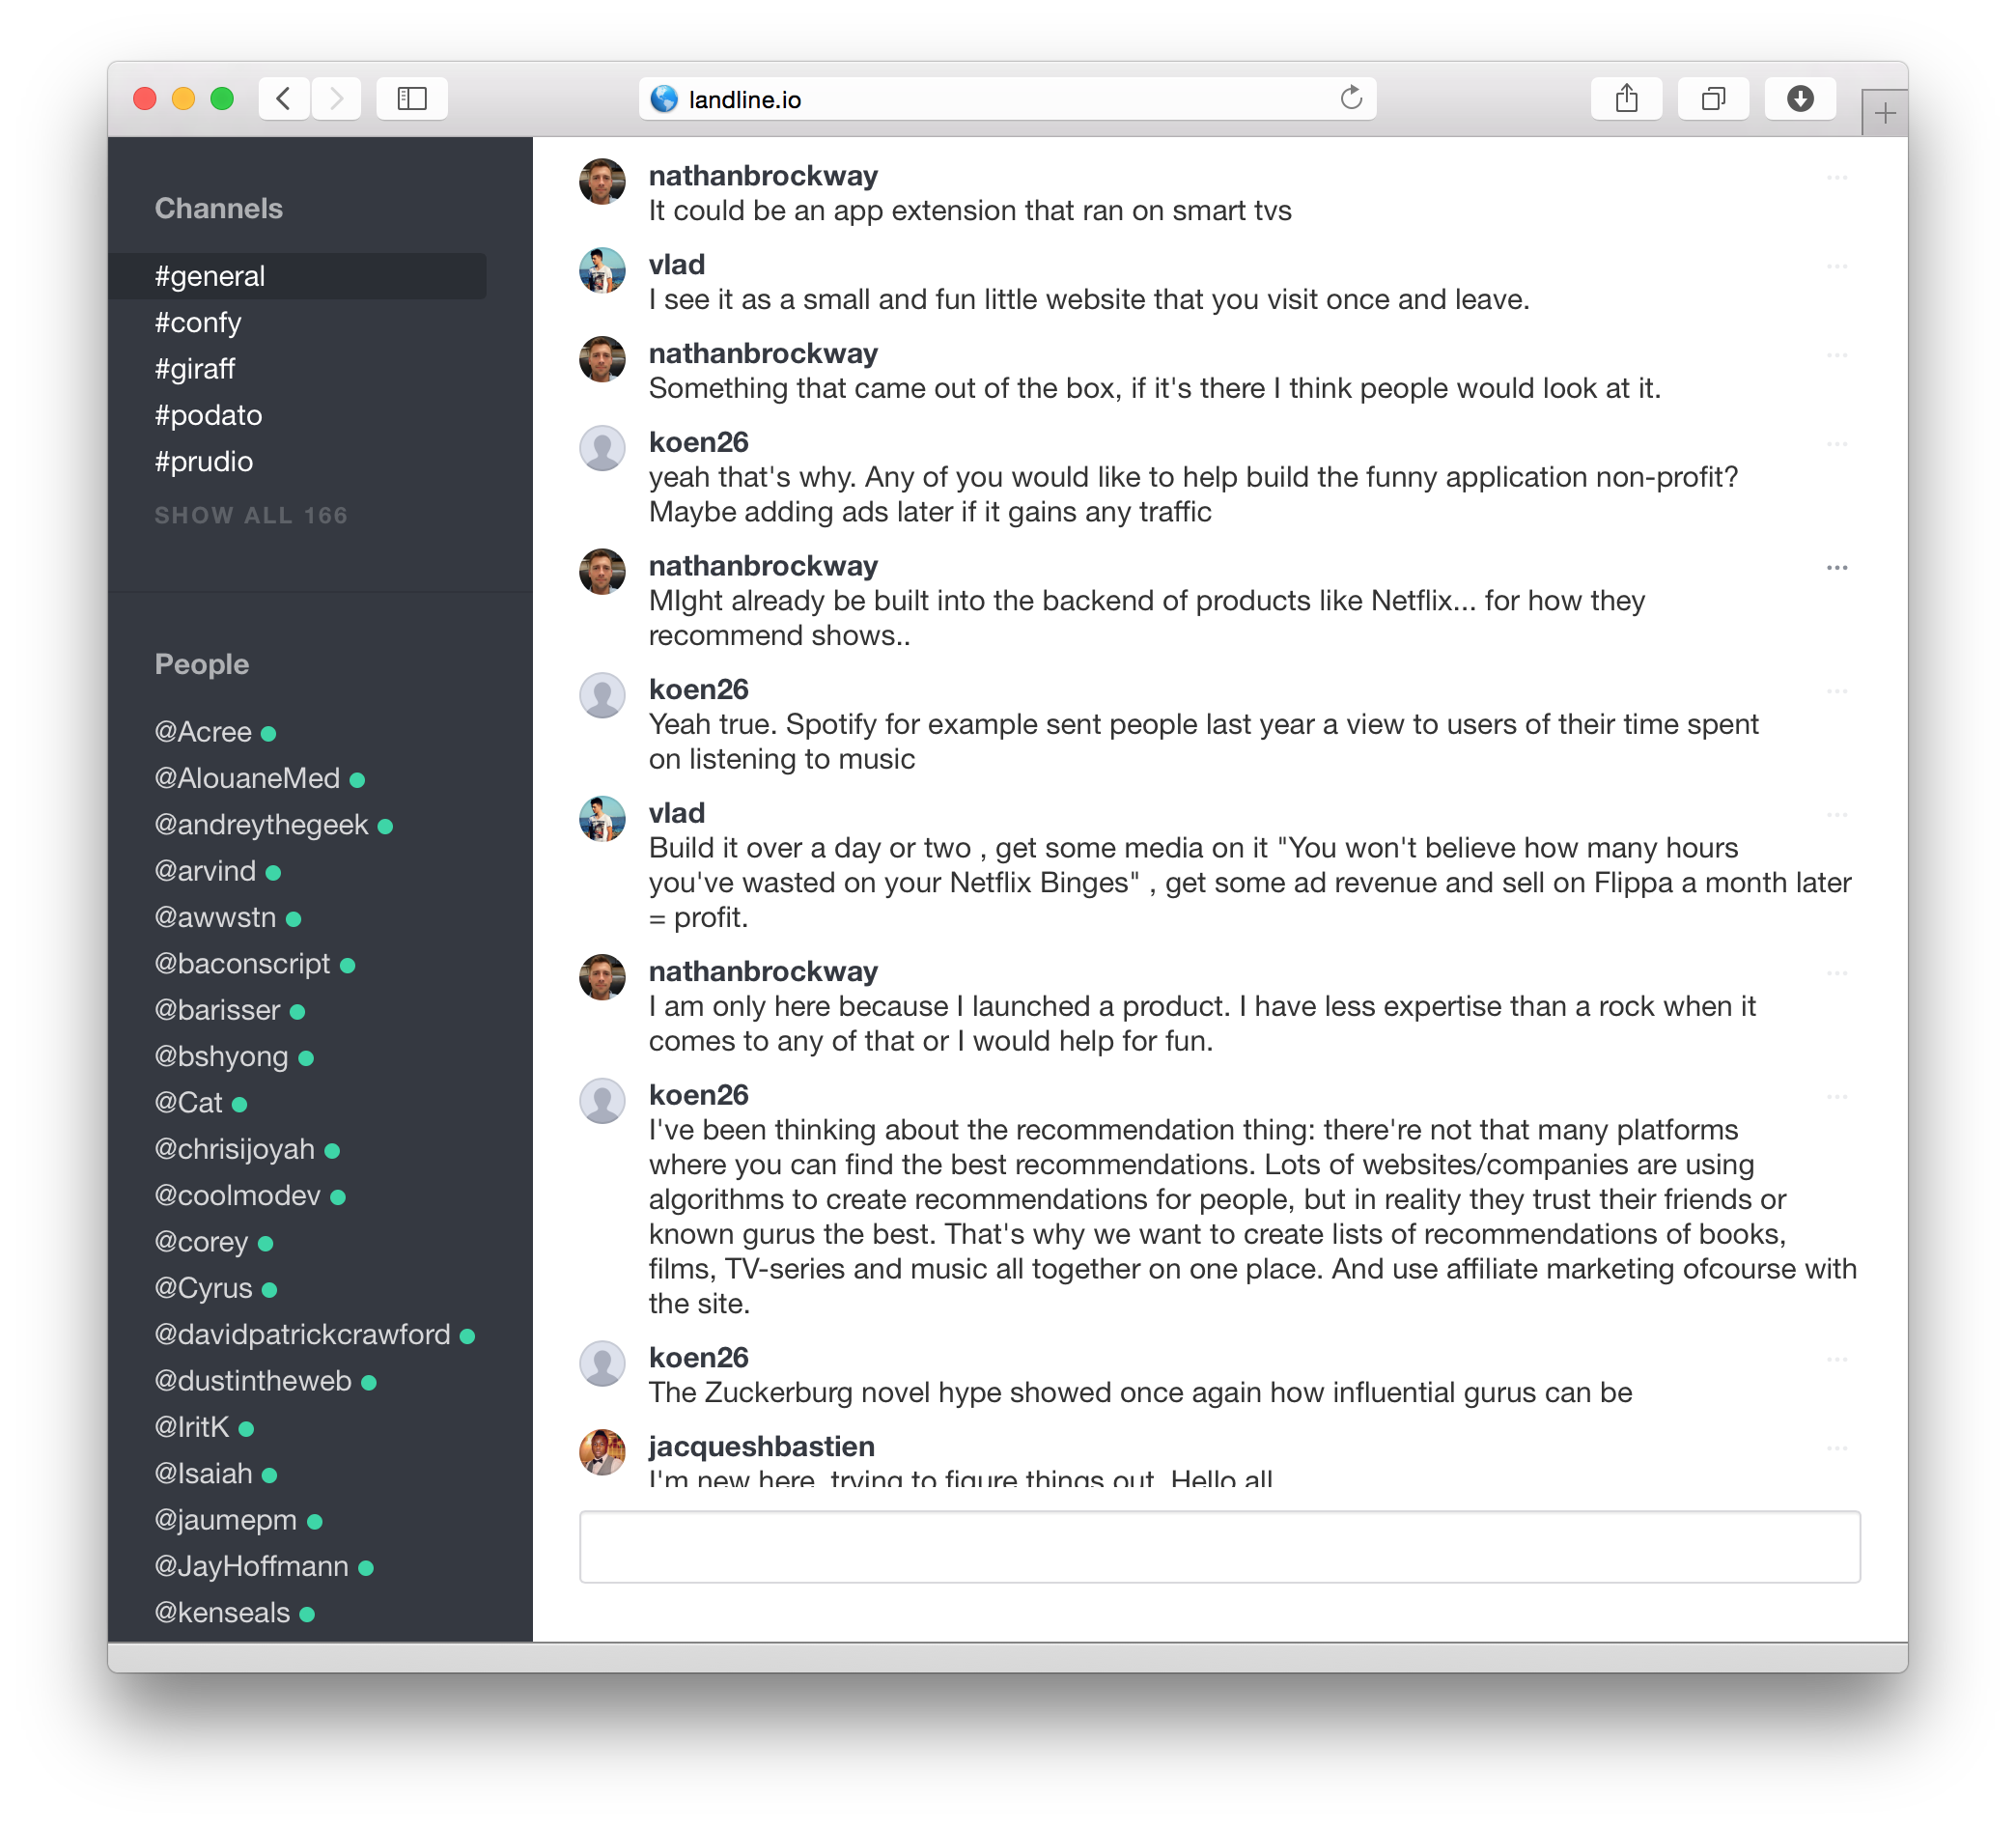 landline.io
Channels
#general
#confy
#giraff
#podato
#prudio
SHOW ALL 166
People
@Acree
@AlouaneMed
@andreythegeek
@arvind
@awwstn
@baconscript
@barisser
@bshyong
@Cat
@chrisijoyah
@coolmodev
@corey
@Cyrus
@davidpatrickcrawford
@dustintheweb
@IritK
@Isaiah
@jaumepm
@JayHoffmann
@kenseals
nathanbrockway
It could be an app extension that ran on smart tvs
vlad
I see it as a small and fun little website that you visit once and leave.
nathanbrockway
Something that came out of the box, if it's there I think people would look at it.
koen26
yeah that's why. Any of you would like to help build the funny application non-profit?
Maybe adding ads later if it gains any traffic
nathanbrockway
MIght already be built into the backend of products like Netflix... for how they
recommend shows..
koen26
Yeah true. Spotify for example sent people last year a view to users of their time spent
on listening to music
vlad
Build it over a day or two , get some media on it "You won't believe how many hours
you've wasted on your Netflix Binges" , get some ad revenue and sell on Flippa a month later
= profit.
nathanbrockway
I am only here because I launched a product. I have less expertise than a rock when it
comes to any of that or I would help for fun.
koen26
I've been thinking about the recommendation thing: there're not that many platforms
where you can find the best recommendations. Lots of websites/companies are using
algorithms to create recommendations for people, but in reality they trust their friends or
known gurus the best. That's why we want to create lists of recommendations of books,
films, TV-series and music all together on one place. And use affiliate marketing ofcourse with
the site.
koen26
The Zuckerburg novel hype showed once again how influential gurus can be
jacqueshbastien
I'm new here, trying to figure things out. Hello all